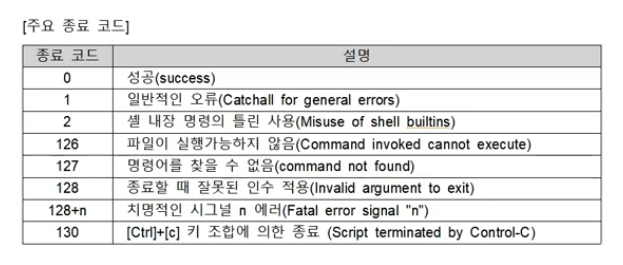 [주요 종료 코드]
종료 코드 설명
0 성공(success)
1 일반적인 오류(Catchall for general errors)
2 셸 내장 명령의 틀린 사용(Misuse of shell builtins)
126 파일이 실행가능하지 않음(Command invoked cannot execute)
127 명령어를 찾을 수 없음(command not found)
128 종료할 때 잘못된 인수 적용(Invalid argument to exit)
128+n 치명적인 시그널 n 에러(Fatal error signal "n")
130 [Ctrl]+[c] 키 조합에 의한 종료 (Script terminated by Control-C)